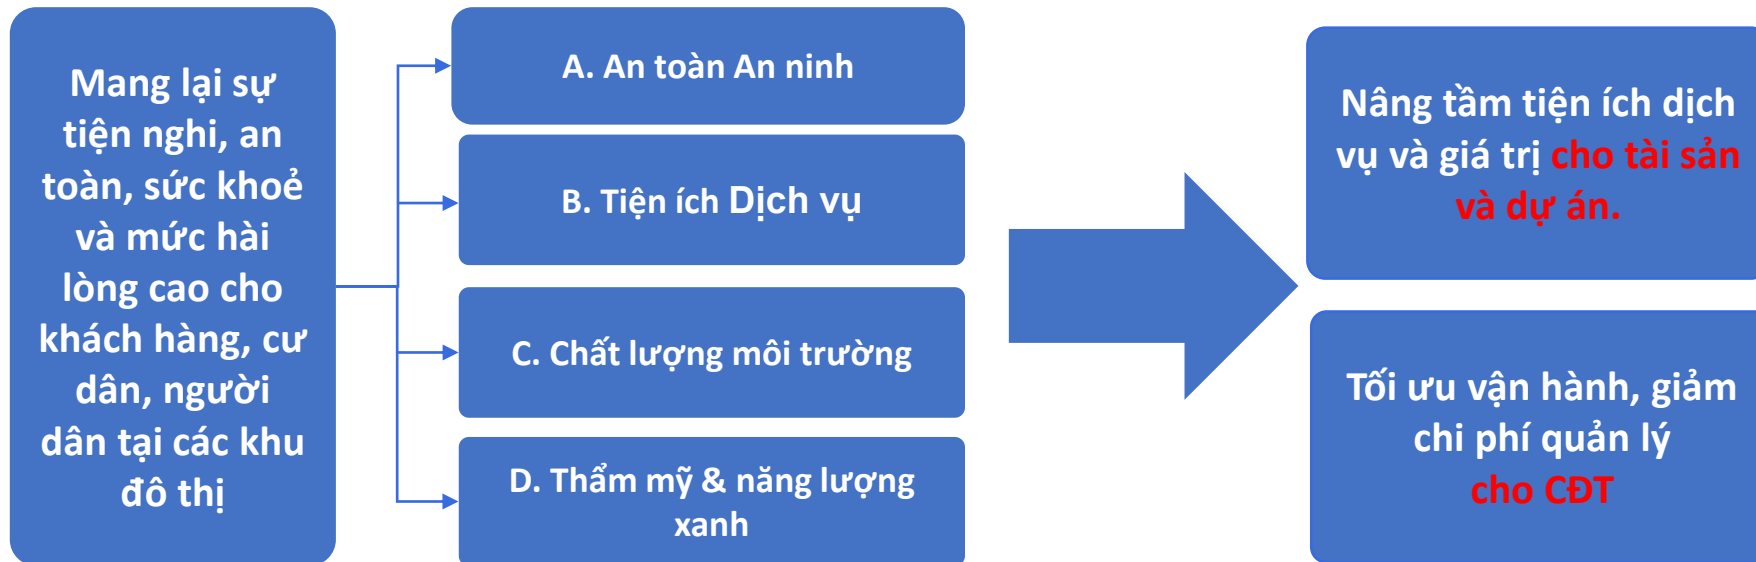 Mang lại sự
tiện nghi, an
toàn, sức khoẻ
và mức hài
lòng cao cho
khách hàng, cư
dân, người
dân tại các khu
đô thị
A. An toàn An ninh
B. Tiện ích Dịch vụ
C. Chất lượng môi trường
D. Thẩm mỹ & năng lượng
xanh
Nâng tầm tiện ích dịch
vụ và giá trị cho tài sản
và dự án.
Tối ưu vận hành, giảm
chi phí quản lý
cho CĐT